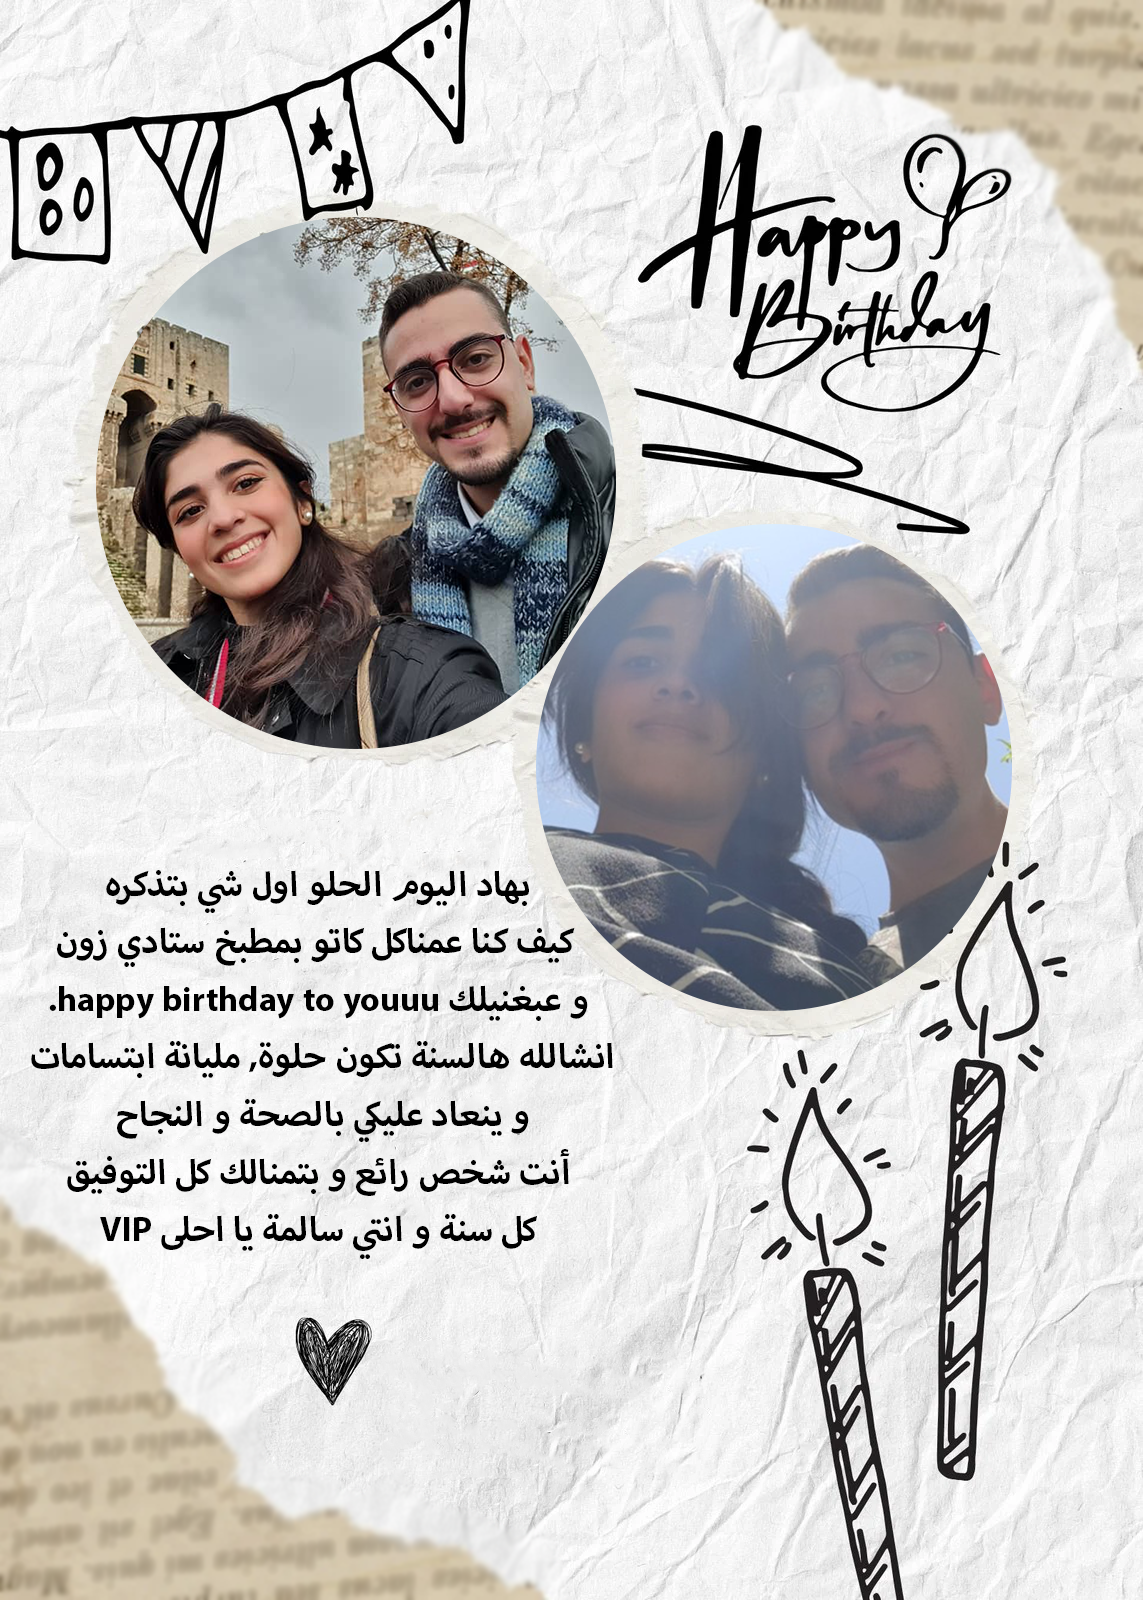 Happy
Birthday
بهاد اليوم الحلو اول شي بتذكره
كيف كنا عمناكل كاتو بمطبخ ستادي زون
و عبغنيلك happy birthday to youuu.
انشالله هالسنة تكون حلوة, مليانة ابتسامات
و ينعاد عليكي بالصحة و النجاح
أنت شخص رائع و بتمنالك كل التوفيق
كل سنة و انتي سالمة يا احلى VIP